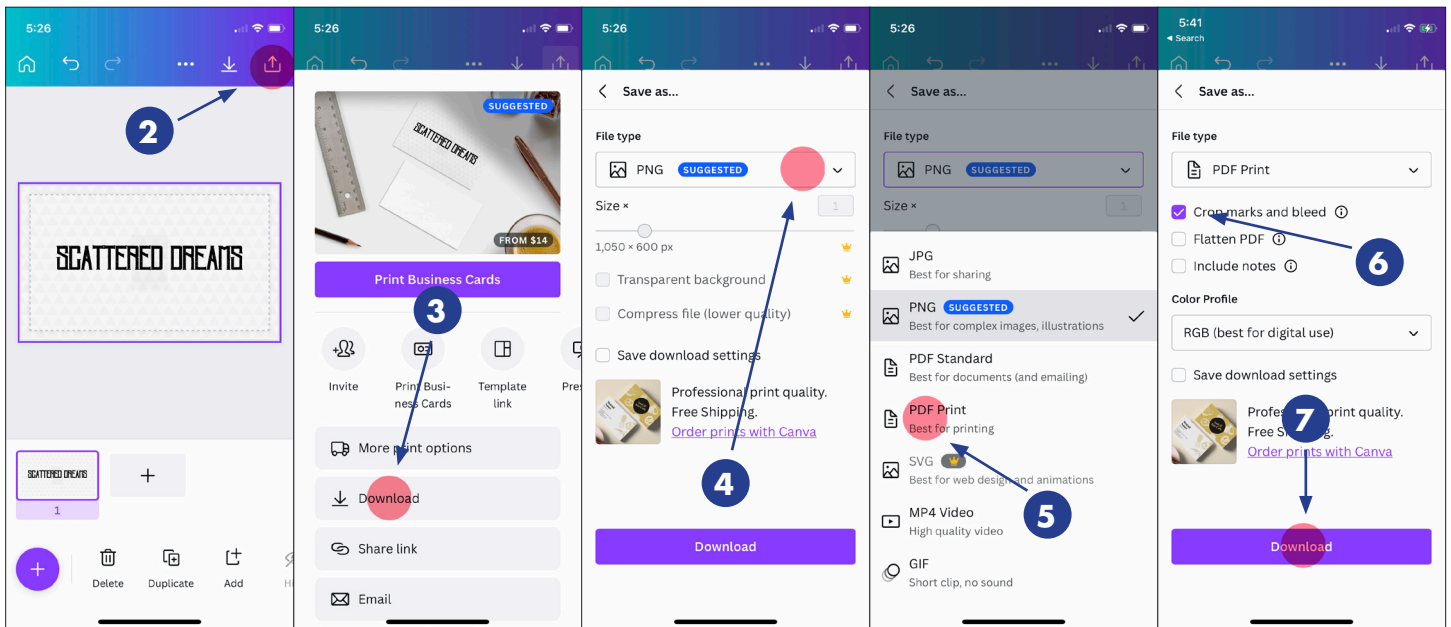 5:26
2
SCATTERED DREAMS
SCATTERED DREAMS
1
Delete
Duplicate
Add
Hi
5:26
SUGGESTED
SCATTERED DREAMS
FROM $14
Print Business Cards
3
Invite
Print Busi-
ness Cards
Template
link
Pres
More print options
Download
Share link
Email
5:26
Save as...
File type
PNG SUGGESTED
Size × 1
1,050 × 600 px
Transparent background
Compress file (lower quality)
Save download settings
Professional print quality.
Free Shipping.
Order prints with Canva
4
Download
5:26
Save as...
File type
PNG SUGGESTED
Size × 1
JPG
Best for sharing
PNG SUGGESTED
Best for complex images, illustrations
PDF Standard
Best for documents (and emailing)
PDF Print
Best for printing
SVG
Best for web design and animations
5
MP4 Video
High quality video
GIF
Short clip, no sound
5:41
Search
Save as...
File type
PDF Print
Crop marks and bleed
Flatten PDF
6
Include notes
Color Profile
RGB (best for digital use)
Save download settings
7
Professional print quality.
Free Shipping.
Order prints with Canva
Download